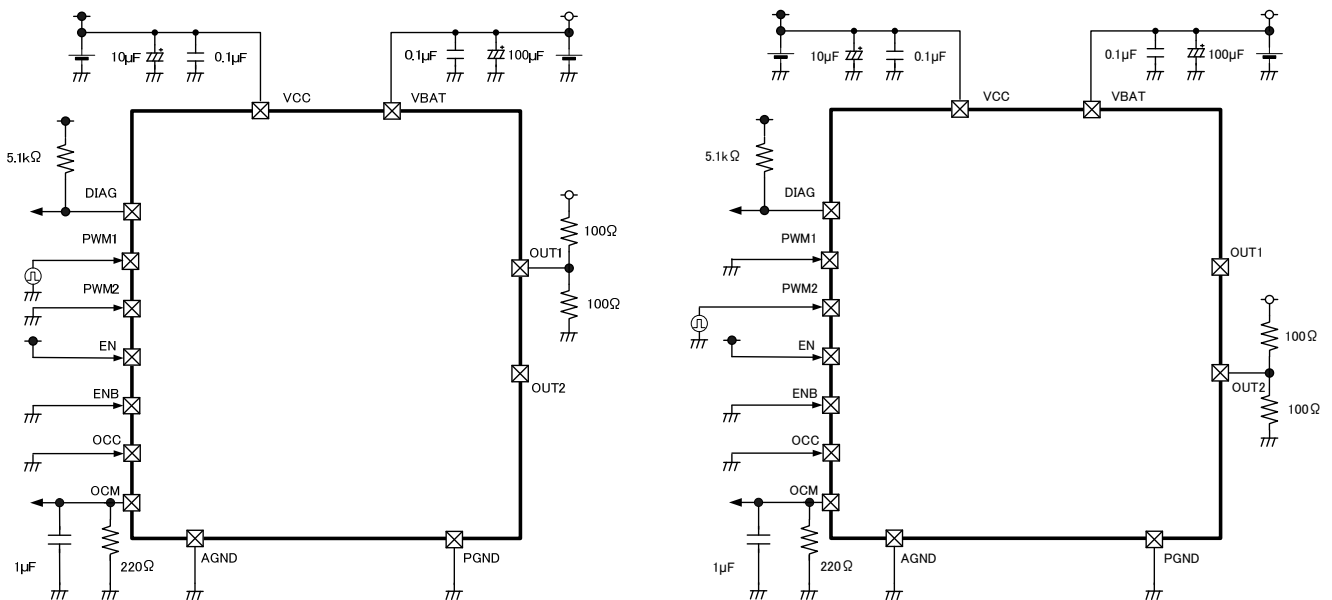 10µF
0.1µF
0.1µF
100µF
VCC
VBAT
5.1kΩ
DIAG
PWM1
PWM2
EN
ENB
OCC
OCM
OUT1
100Ω
100Ω
OUT2
1µF
220Ω
AGND
PGND
10µF
0.1µF
0.1µF
100µF
VCC
VBAT
5.1kΩ
DIAG
PWM1
PWM2
EN
ENB
OCC
OCM
OUT1
100Ω
OUT2
100Ω
1µF
220Ω
AGND
PGND